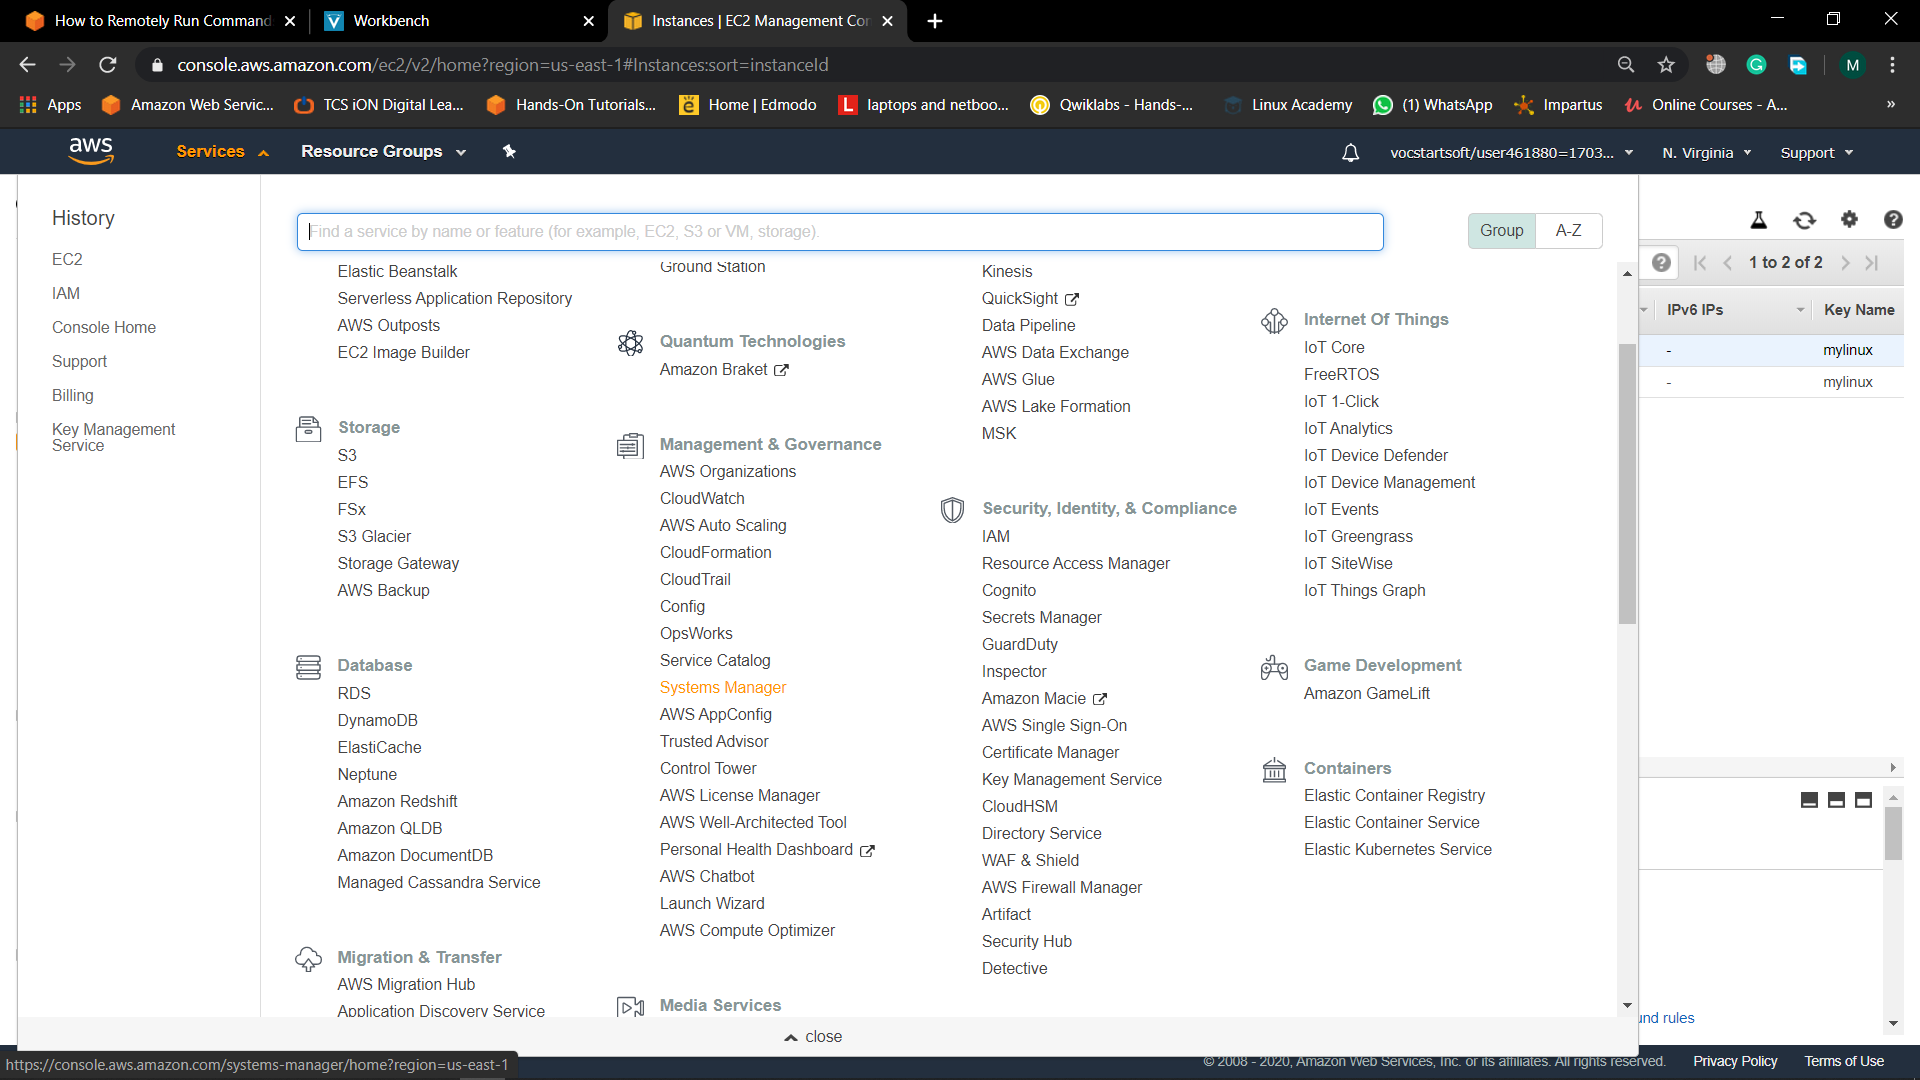 How to Remotely Run Command
Workbench
Instances | EC2 Management Con
console.aws.amazon.com/ec2/v2/home?region=us-east-1#Instances:sort=instanceId
M
Apps
Amazon Web Servic...
TCS iON Digital Lea...
Hands-On Tutorials...
Home | Edmodo
laptops and netboo...
Qwiklabs - Hands-...
Linux Academy
(1) WhatsApp
Impartus
Online Courses - A...
»
aws
Services
Resource Groups
vocstartsoft/user461880=1703...
N. Virginia
Support
History
EC2
IAM
Console Home
Support
Billing
Key Management
Service
Find a service by name or feature (for example, EC2, S3 or VM, storage).
Group
A-Z
Elastic Beanstalk
Serverless Application Repository
AWS Outposts
EC2 Image Builder
Storage
S3
EFS
FSx
S3 Glacier
Storage Gateway
AWS Backup
Database
RDS
DynamoDB
ElastiCache
Neptune
Amazon Redshift
Amazon QLDB
Amazon DocumentDB
Managed Cassandra Service
Migration & Transfer
AWS Migration Hub
Application Discovery Service
Ground Station
Quantum Technologies
Amazon Braket
Management & Governance
AWS Organizations
CloudWatch
AWS Auto Scaling
CloudFormation
CloudTrail
Config
OpsWorks
Service Catalog
Systems Manager
AWS AppConfig
Trusted Advisor
Control Tower
AWS License Manager
AWS Well-Architected Tool
Personal Health Dashboard
AWS Chatbot
Launch Wizard
AWS Compute Optimizer
Media Services
Kinesis
QuickSight
Data Pipeline
AWS Data Exchange
AWS Glue
AWS Lake Formation
MSK
Security, Identity, & Compliance
IAM
Resource Access Manager
Cognito
Secrets Manager
GuardDuty
Inspector
Amazon Macie
AWS Single Sign-On
Certificate Manager
Key Management Service
CloudHSM
Directory Service
WAF & Shield
AWS Firewall Manager
Artifact
Security Hub
Detective
Internet Of Things
IoT Core
FreeRTOS
IoT 1-Click
IoT Analytics
IoT Device Defender
IoT Device Management
IoT Events
IoT Greengrass
IoT SiteWise
IoT Things Graph
Game Development
Amazon GameLift
Containers
Elastic Container Registry
Elastic Container Service
Elastic Kubernetes Service
close
1 to 2 of 2
IPv6 IPs
Key Name
- mylinux
- mylinux
und rules
https://console.aws.amazon.com/systems-manager/home?region=us-east-1
© 2008 - 2020, Amazon Web Services, Inc. or its affiliates. All rights reserved.
Privacy Policy
Terms of Use